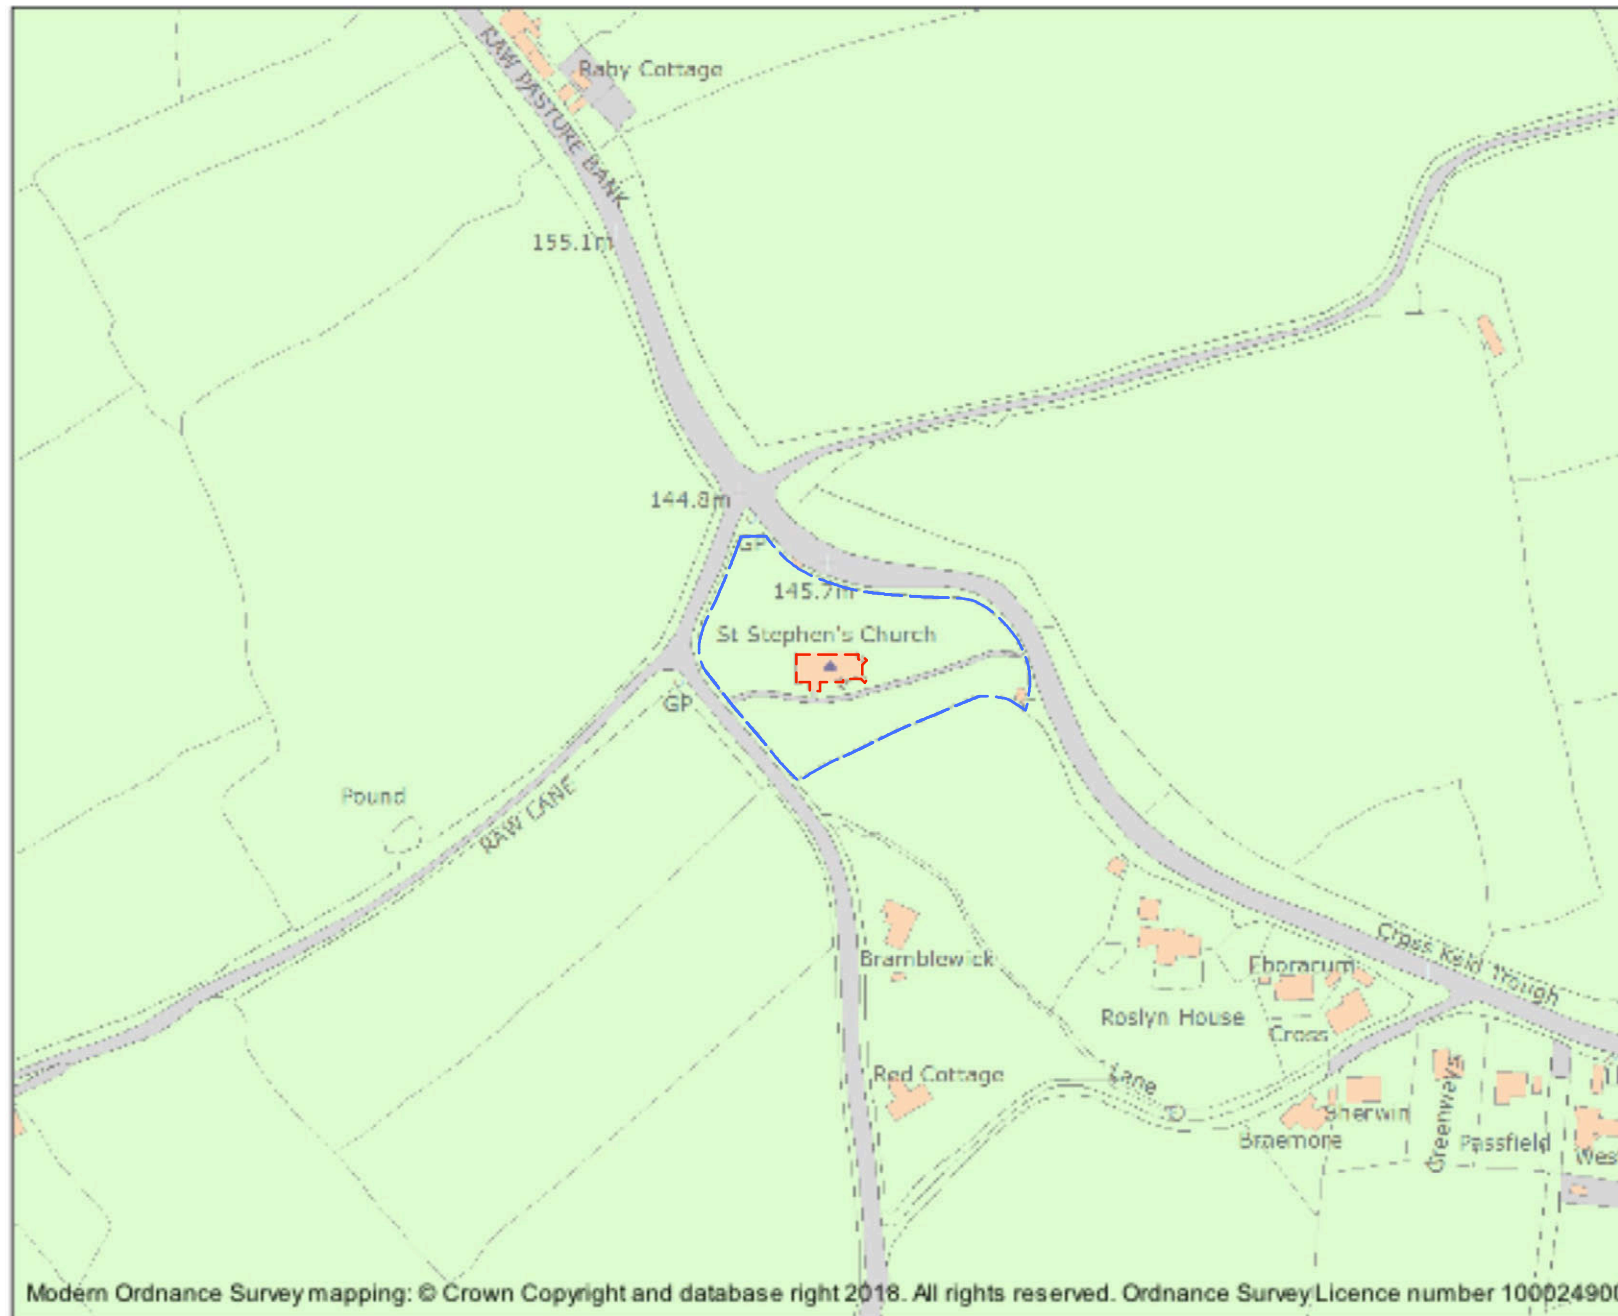 Raby Cottage
RAW PASTURE BANK
155.1m
144.8m
GP
145.7m
St Stephen's Church
GP
Pound
RAW LANE
Bramblewick
Cross Keld Trough
Eboracum
Roslyn House
Cross
Red Cottage
Lane
Sherwin
Greenways
Braemore
Passfield
Wes
Modern Ordnance Survey mapping: © Crown Copyright and database right 2018. All rights reserved. Ordnance Survey Licence number 100024900